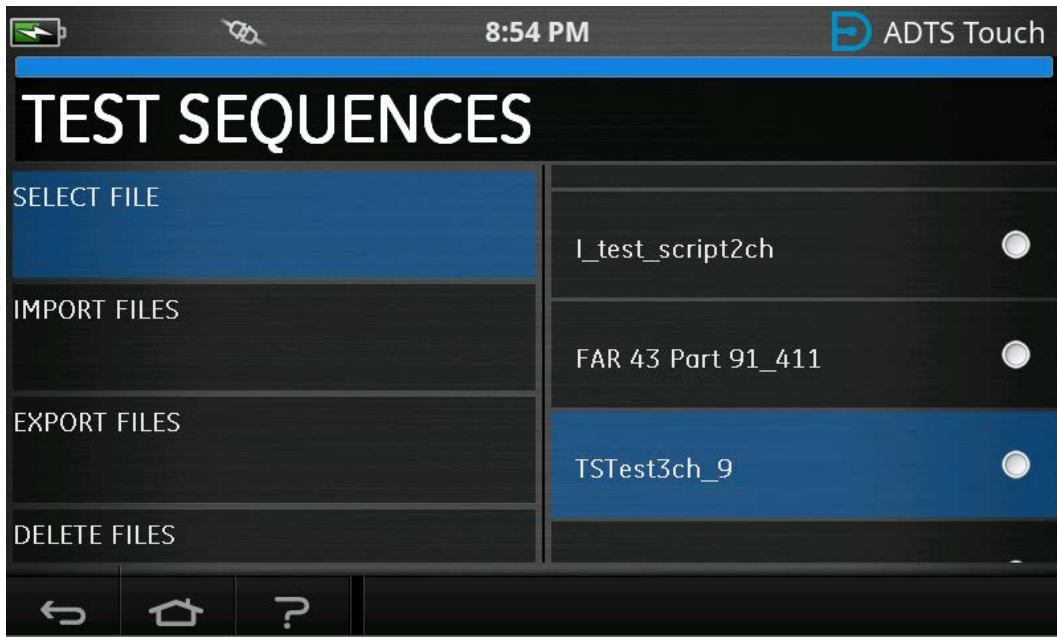 8:54 PM
ADTS Touch
TEST SEQUENCES
SELECT FILE
IMPORT FILES
EXPORT FILES
DELETE FILES
I_test_script2ch
FAR 43 Part 91_411
TSTest3ch_9
?